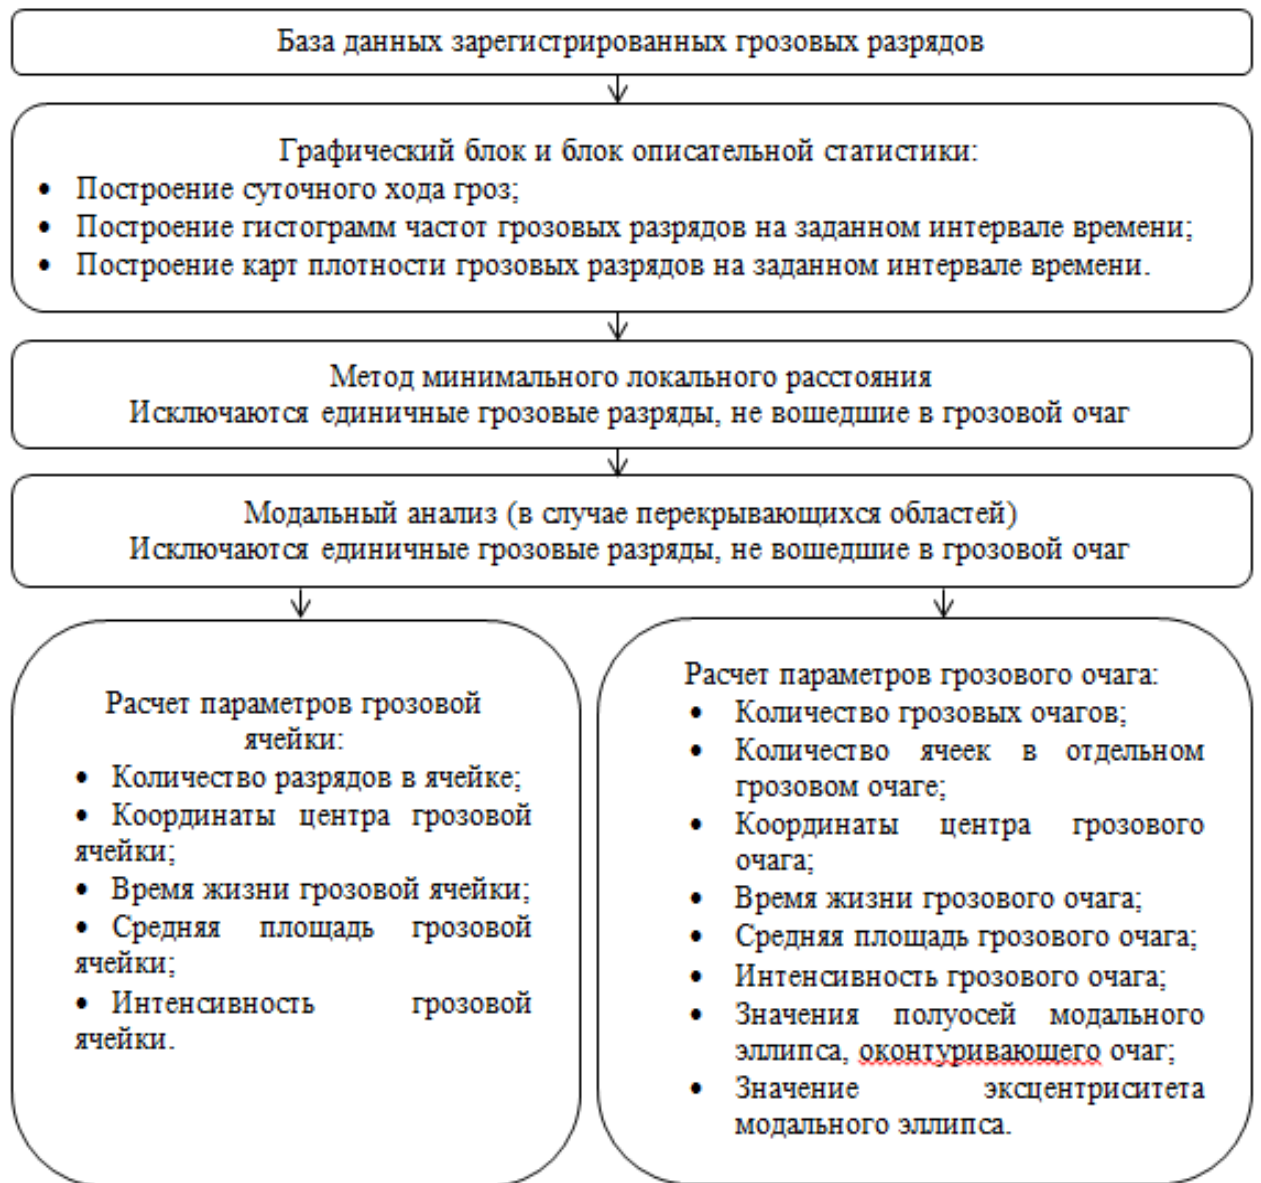 База данных зарегистрированных грозовых разрядов
Графический блок и блок описательной статистики:
• Построение суточного хода гроз;
• Построение гистограмм частот грозовых разрядов на заданном интервале времени;
• Построение карт плотности грозовых разрядов на заданном интервале времени.
Метод минимального локального расстояния
Исключаются единичные грозовые разряды, не вошедшие в грозовой очаг
Модальный анализ (в случае перекрывающихся областей)
Исключаются единичные грозовые разряды, не вошедшие в грозовой очаг
Расчет параметров грозовой
ячейки:
• Количество разрядов в ячейке;
• Координаты центра грозовой
ячейки;
• Время жизни грозовой ячейки;
• Средняя площадь грозовой
ячейки;
• Интенсивность грозовой
ячейки.
Расчет параметров грозового очага:
• Количество грозовых очагов;
• Количество ячеек в отдельном
грозовом очаге;
• Координаты центра грозового
очага;
• Время жизни грозового очага;
• Средняя площадь грозового очага;
• Интенсивность грозового очага;
• Значения полуосей модального
эллипса, оконтуривающего очаг;
• Значение эксцентриситета
модального эллипса.